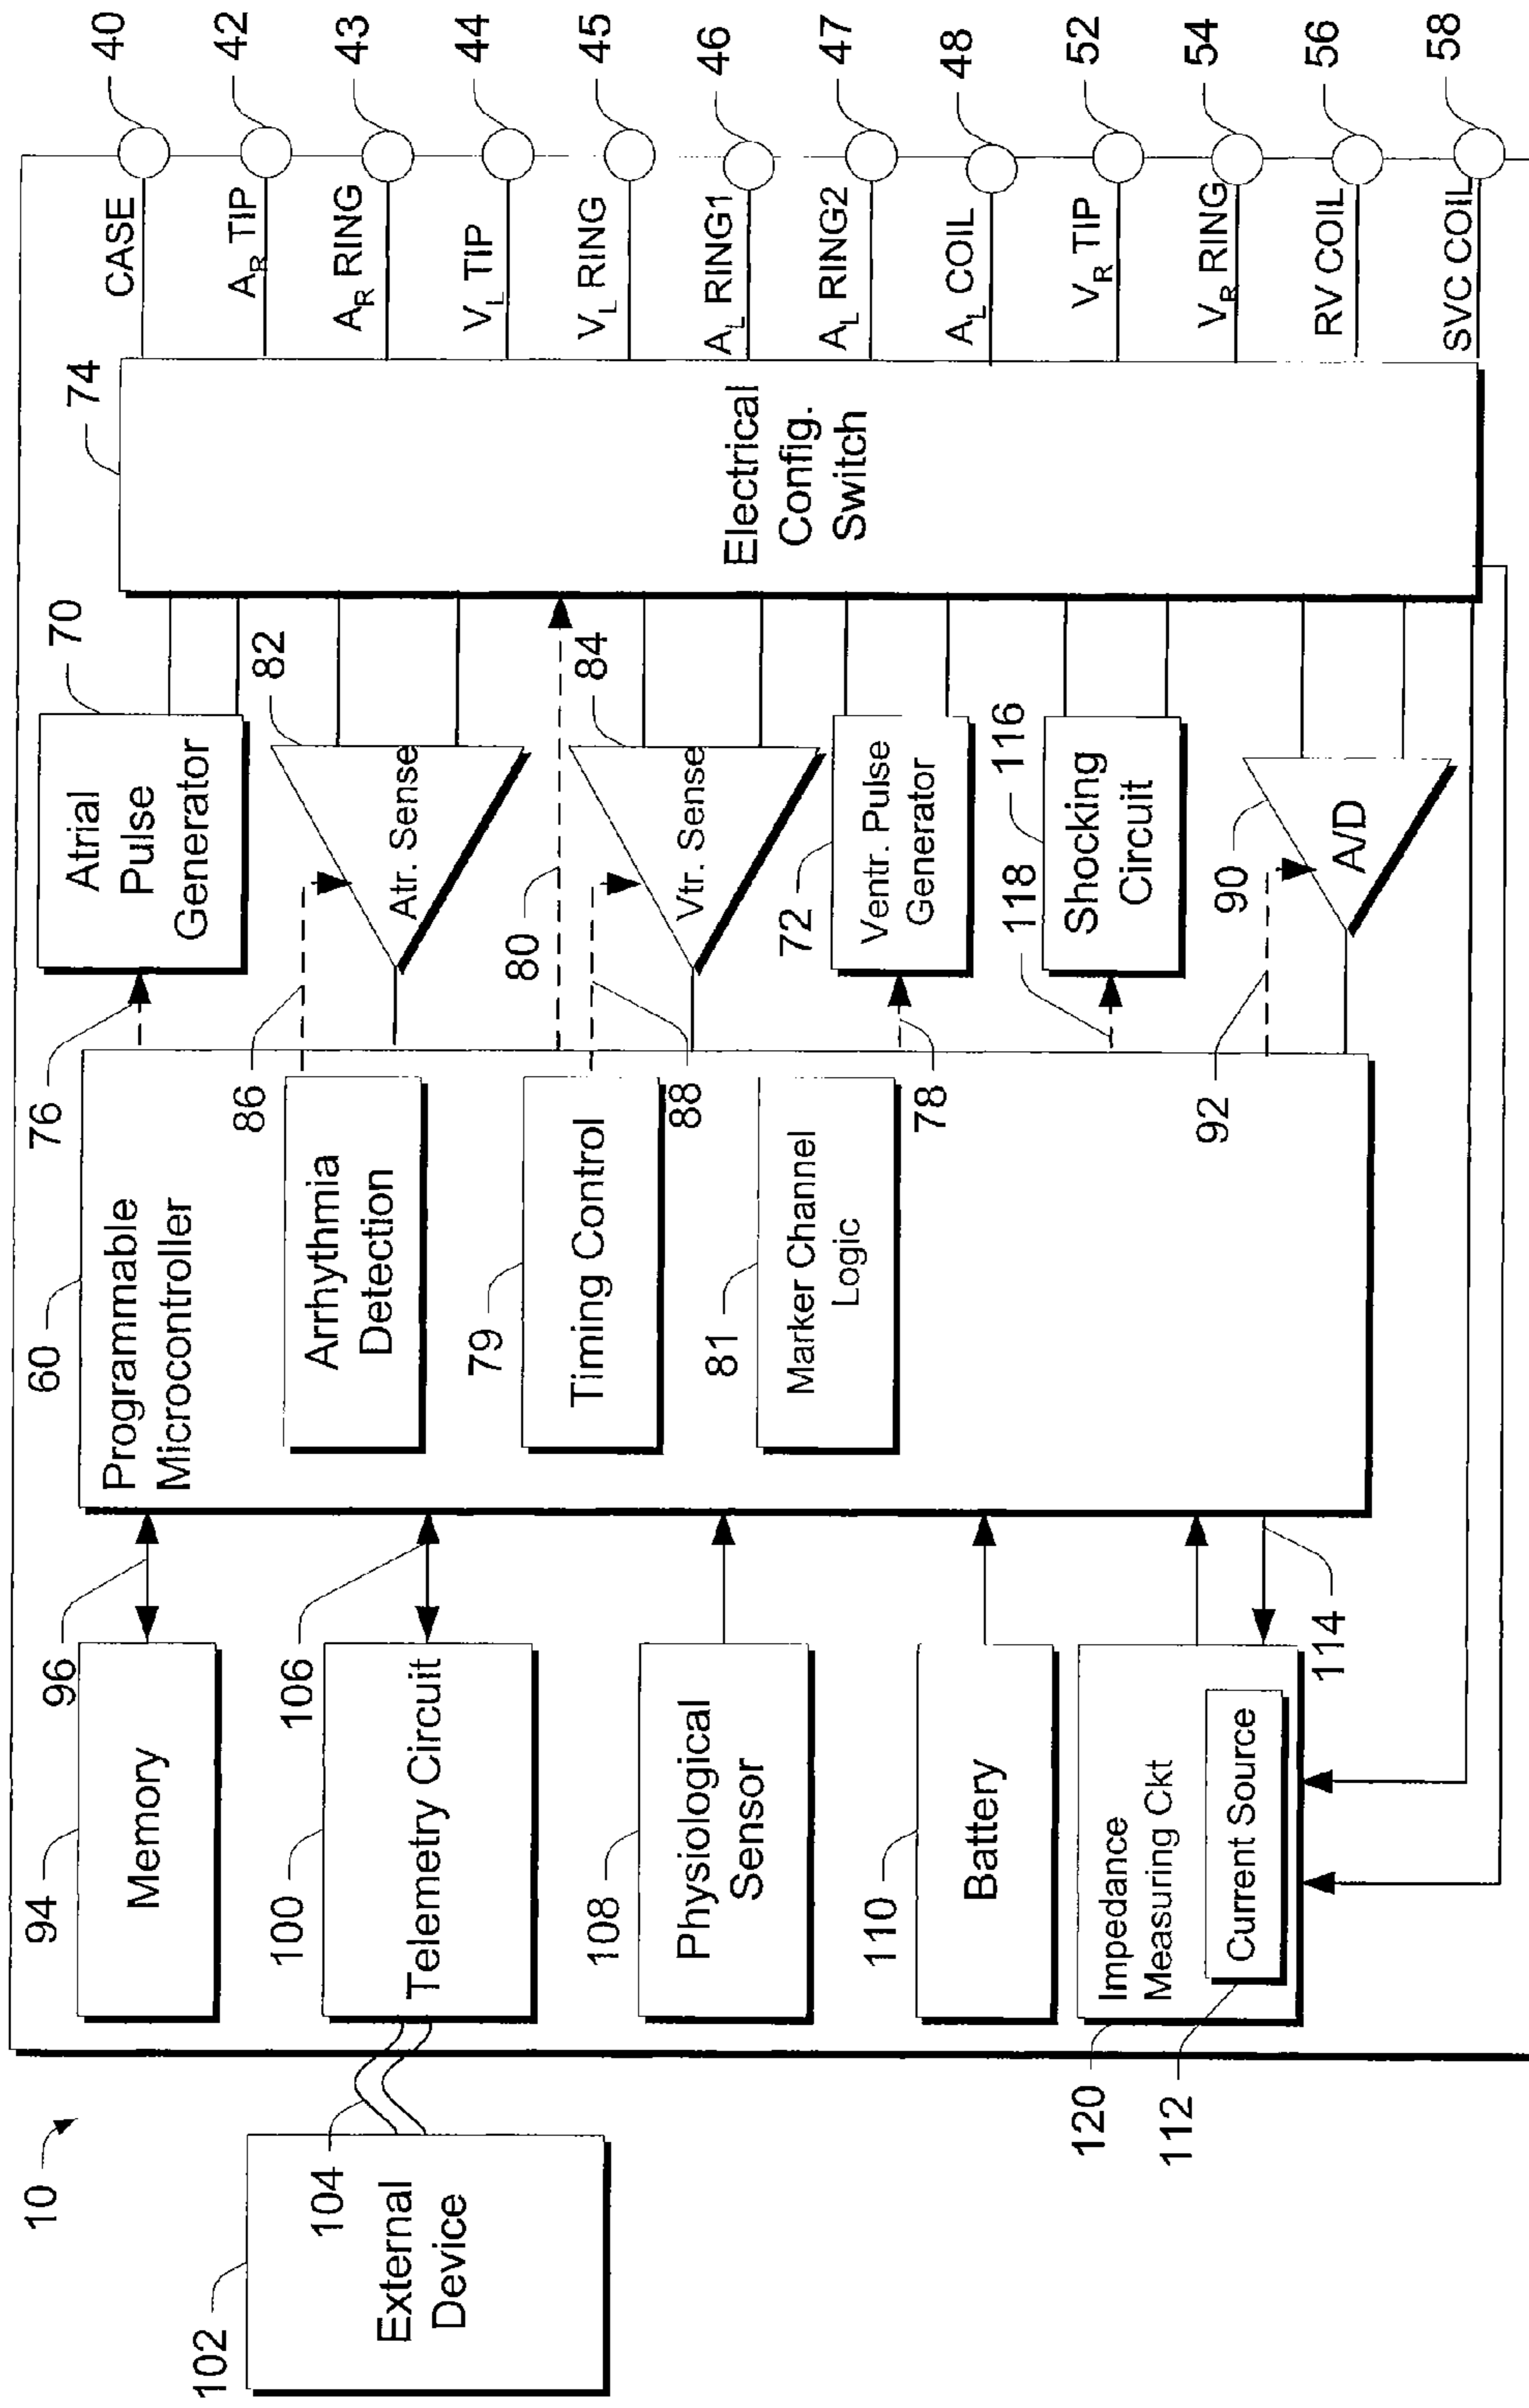 10
102
External
Device
104
94
Memory
96
100
Telemetry Circuit
106
108
Physiological
Sensor
110
Battery
120
Impedance
Measuring Ckt
112
Current Source
114
60
Programmable
Microcontroller
Arrhythmia
Detection
79
Timing Control
81
Marker Channel
Logic
76
86
80
88
78
118
92
70
Atrial
Pulse
Generator
82
Atr. Sense
84
Vtr. Sense
72
Ventr. Pulse
Generator
116
Shocking
Circuit
90
A/D
74
Electrical
Config.
Switch
CASE
40
A_R TIP
42
A_R RING
43
V_L TIP
44
V_L RING
45
A_L RING1
46
A_L RING2
47
A_L COIL
48
V_R TIP
52
V_R RING
54
RV COIL
56
SVC COIL
58